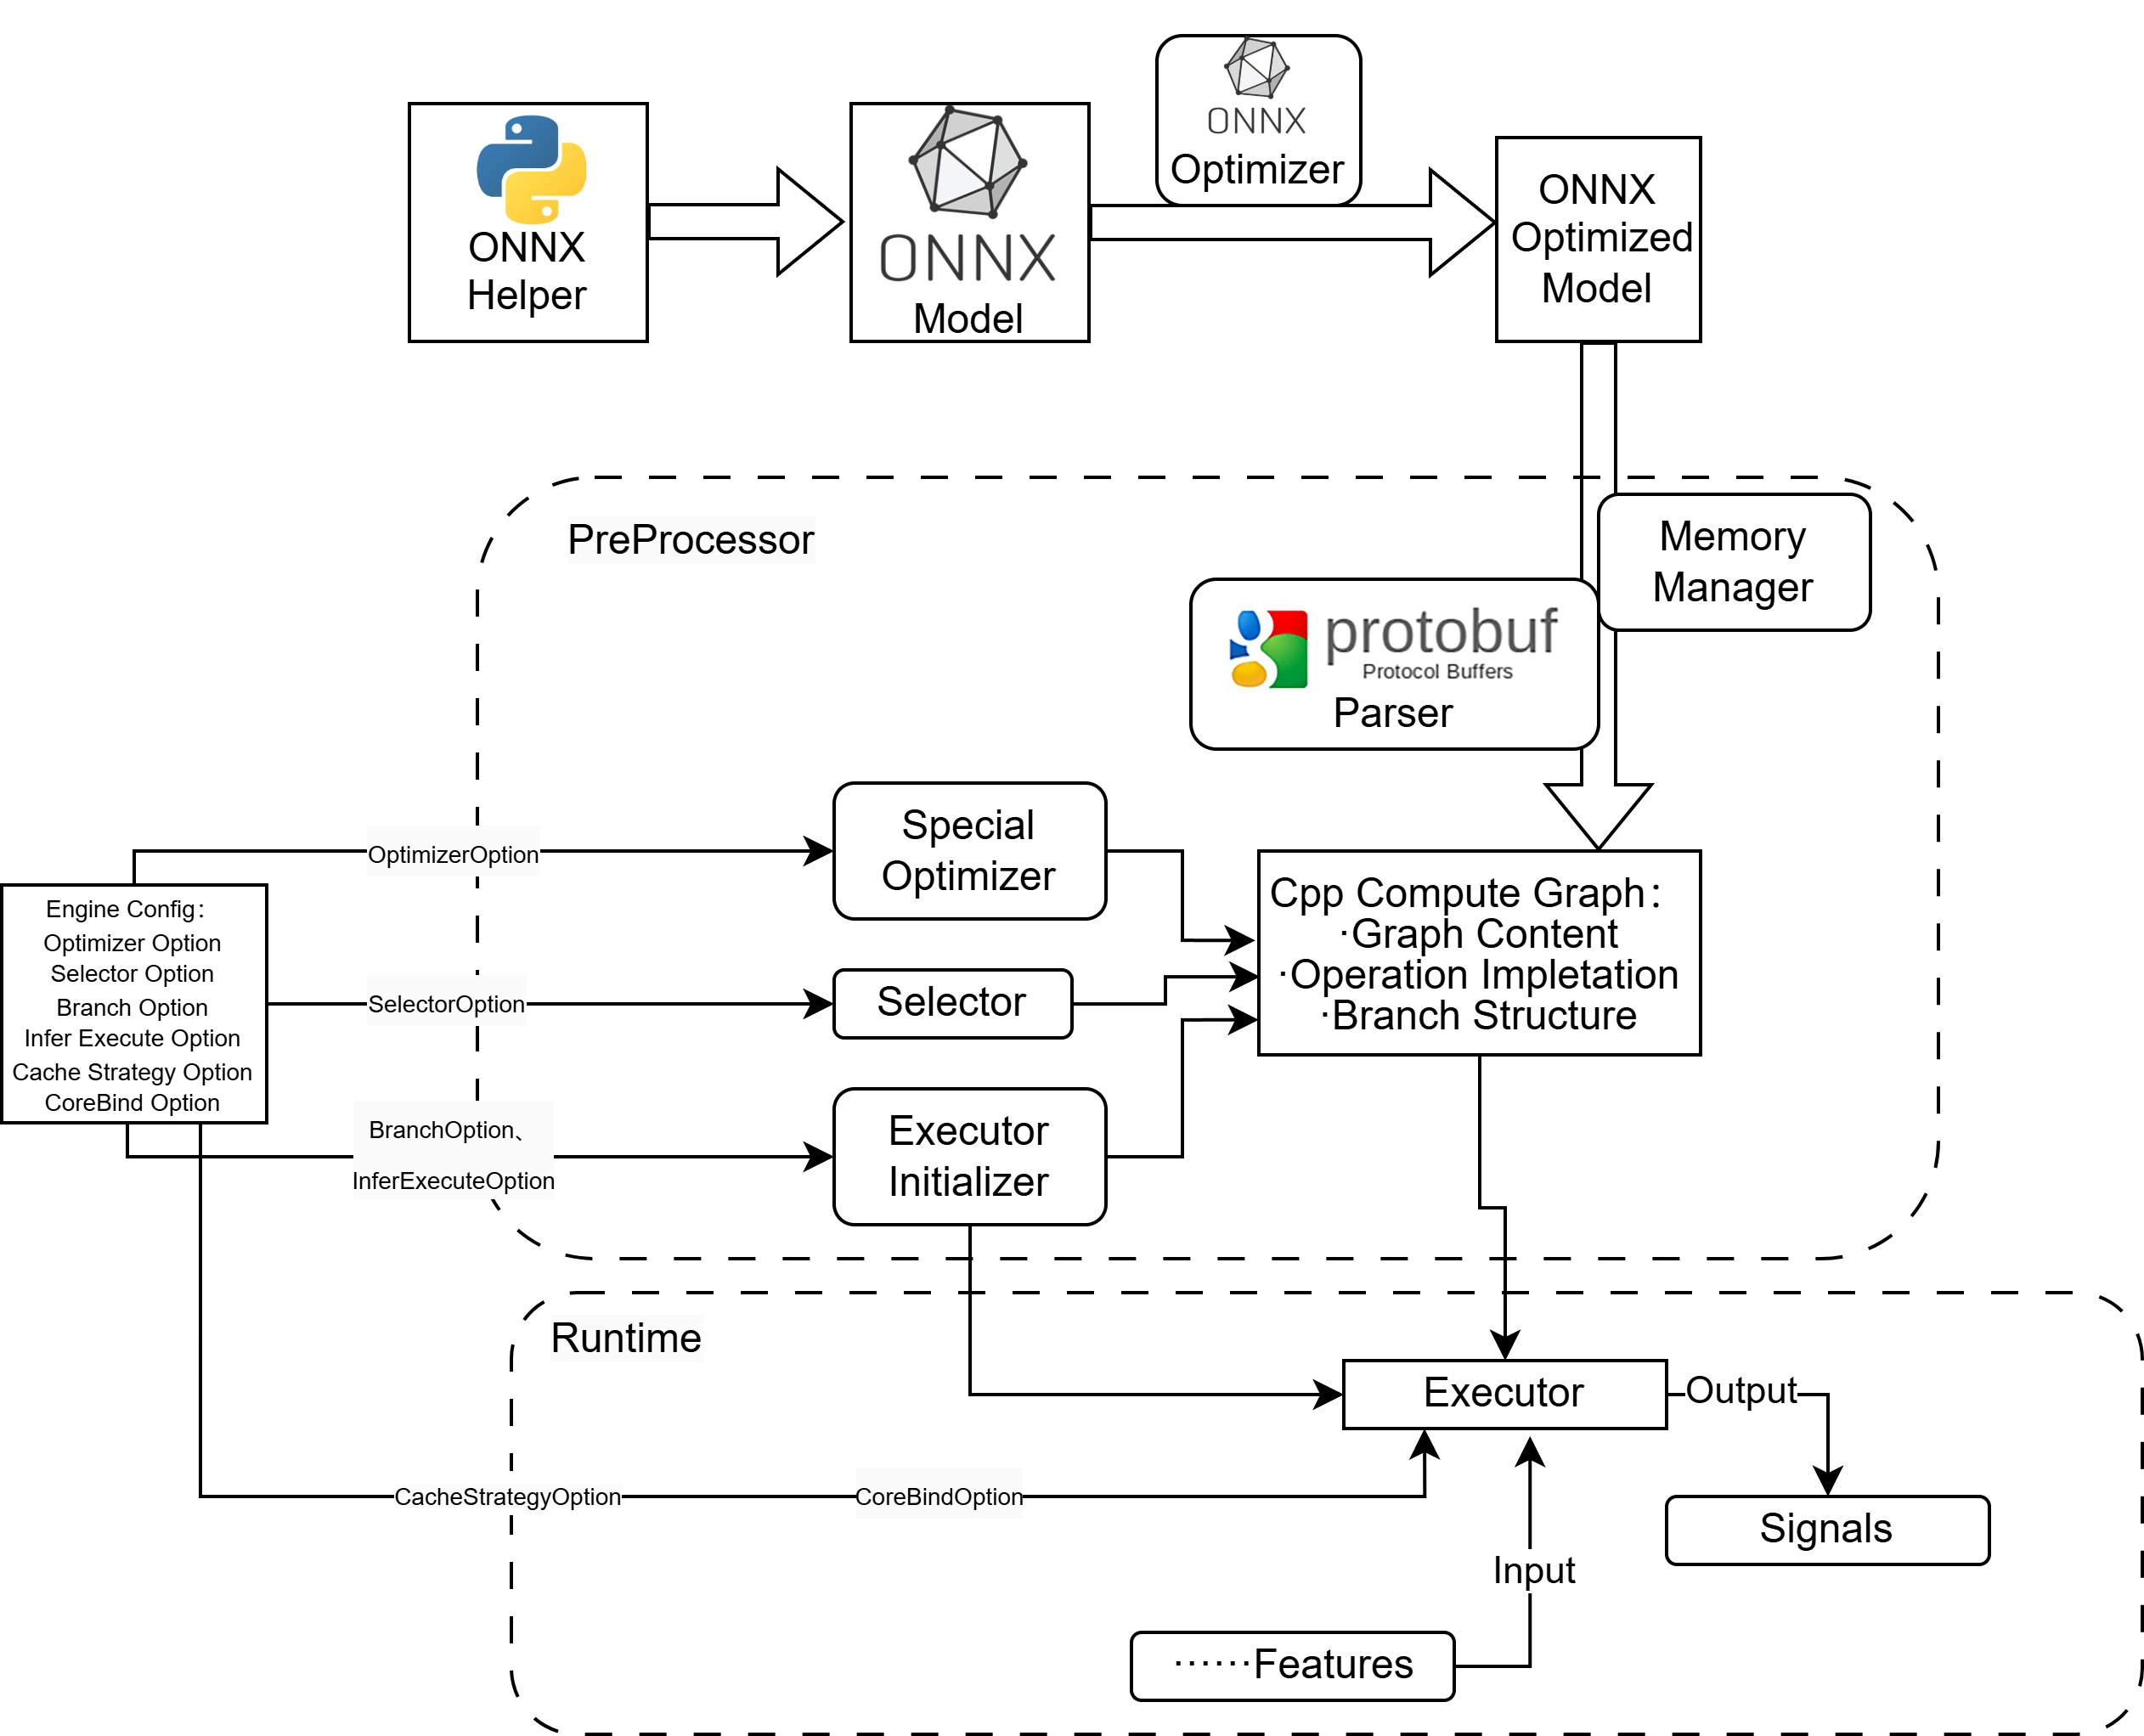 ONNX
Optimizer
ONNX
Helper
ONNX
Model
ONNX
Optimized
Model
PreProcessor
Memory
Manager
protobuf
Protocol Buffers
Parser
Special
Optimizer
OptimizerOption
Engine Config：
Optimizer Option
Selector Option
Branch Option
Infer Execute Option
Cache Strategy Option
CoreBind Option
SelectorOption
Selector
Cpp Compute Graph：
·Graph Content
·Operation Impletation
·Branch Structure
BranchOption、
InferExecuteOption
Executor
Initializer
Runtime
Executor
Output
CacheStrategyOption
CoreBindOption
Signals
Input
······Features